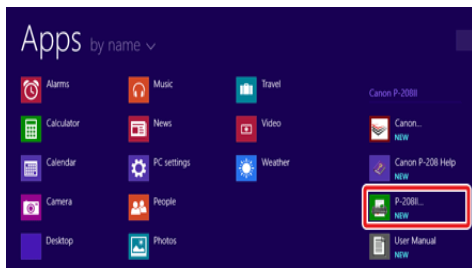 Apps by name
Alarms
Calculator
Calendar
Camera
Desktop
Music
News
PC settings
People
Photos
Travel
Video
Weather
Canon P-208II
Canon...
NEW
Canon P-208 Help
NEW
P-208II...
NEW
User Manual
NEW